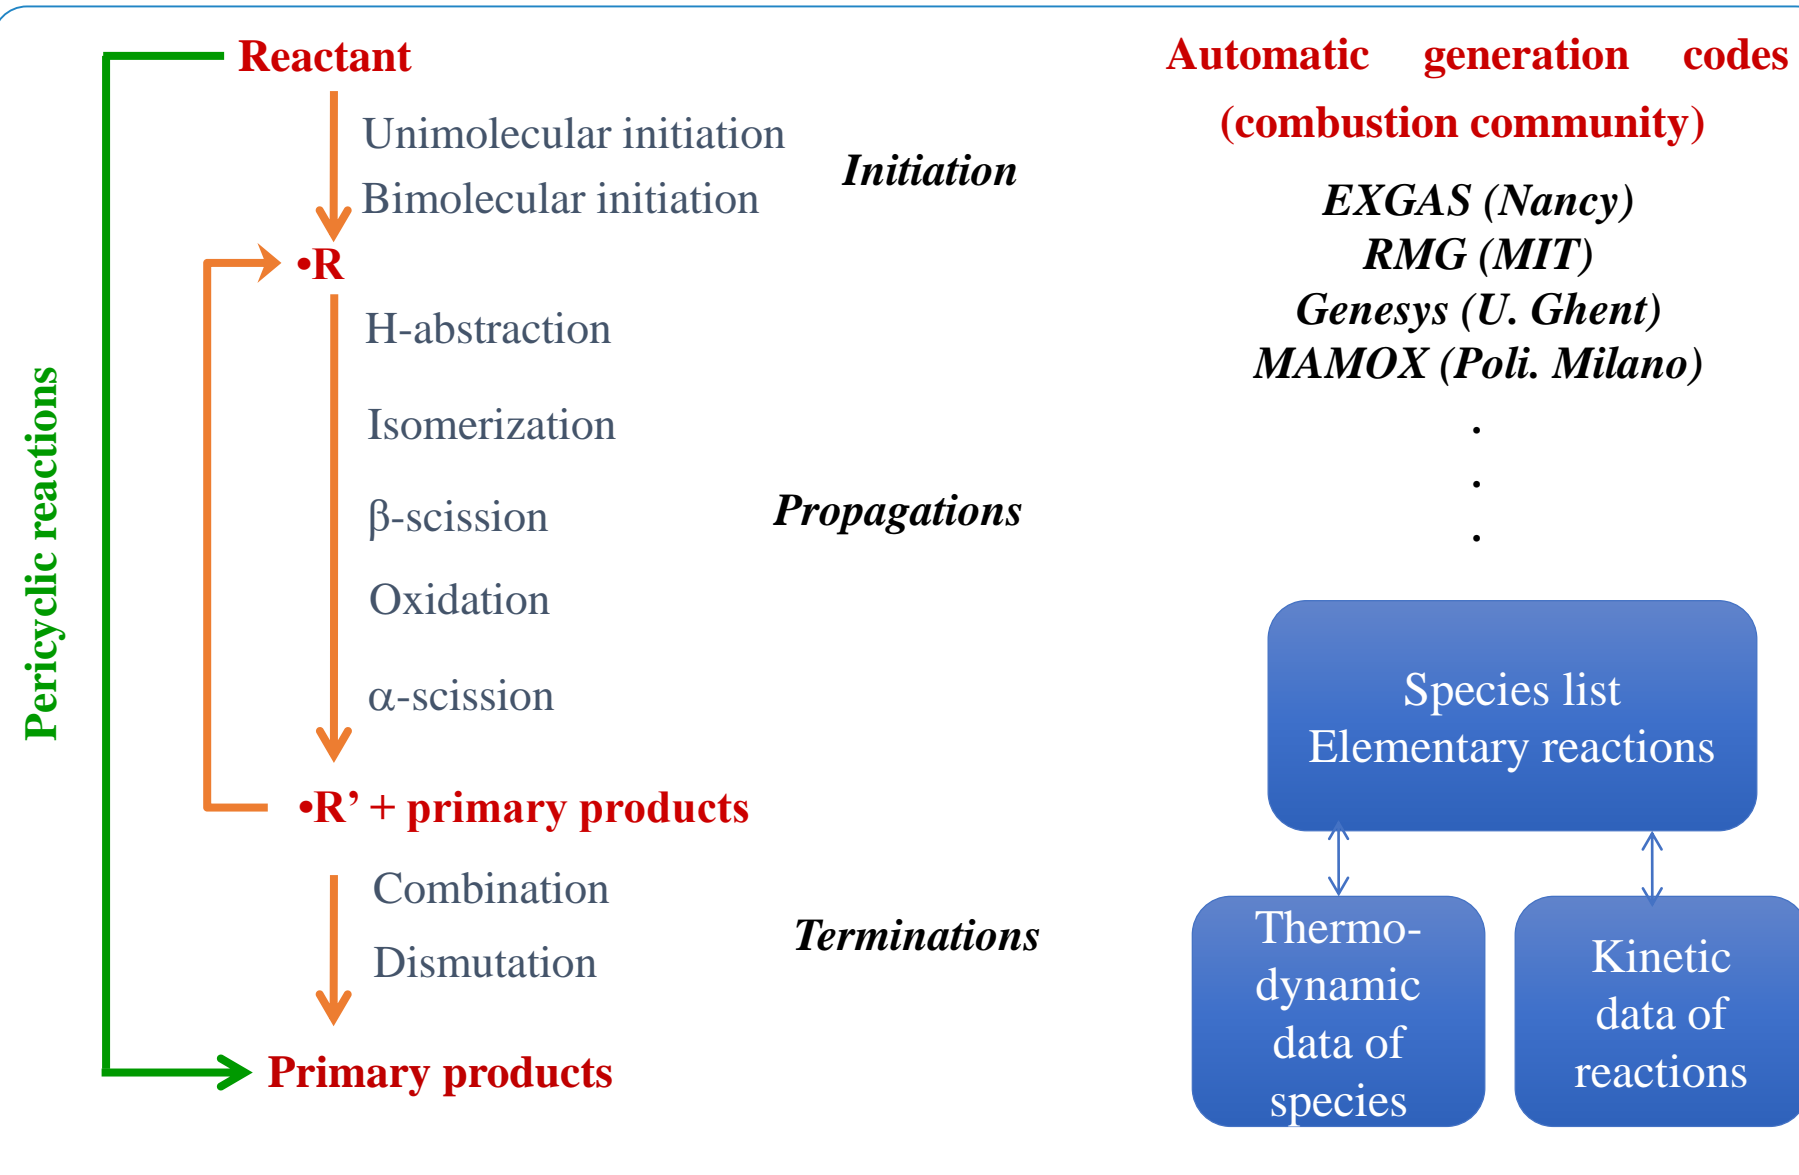 Pericyclic reactions
Reactant
Unimolecular initiation
Bimolecular initiation
Initiation
•R
H-abstraction
Isomerization
β-scission
Propagations
Oxidation
α-scission
•R’ + primary products
Combination
Terminations
Dismutation
Primary products
Automatic generation codes
(combustion community)
EXGAS (Nancy)
RMG (MIT)
Genesys (U. Ghent)
MAMOX (Poli. Milano)
.
.
.
Species list
Elementary reactions
Thermo-
dynamic
data of
species
Kinetic
data of
reactions